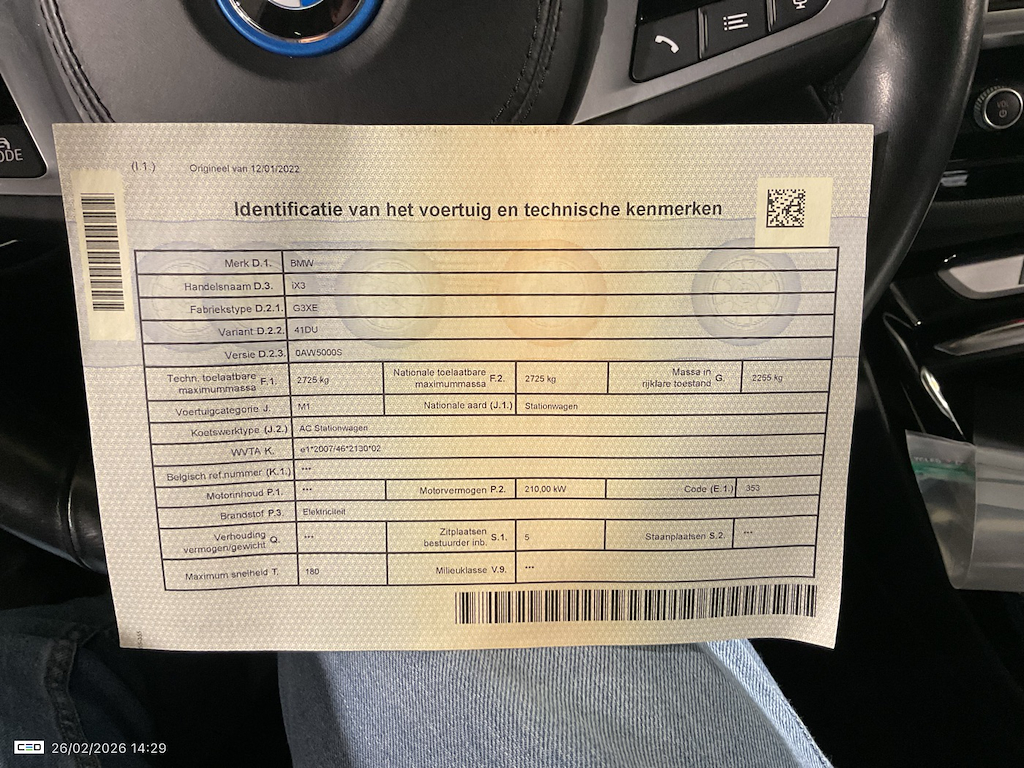 ODE
(I.1.) Origineel van 12/01/2022
Identificatie van het voertuig en technische kenmerken
Merk D.1. BMW
Handelsnaam D.3. iX3
Fabriekstype D.2.1. G3XE
Variant D.2.2. 41DU
Versie D.2.3. 0AW5000S
Techn. toelaatbare maximummassa F.1. 2725 kg Nationale toelaatbare maximummassa F.2. 2725 kg Massa in rijklare toestand G. 2255 kg
Voertuigcategorie J. M1 Nationale aard (J.1.) Stationwagen
Koetswerktype (J.2.) AC Stationwagen
WVTA K. e1*2007/46*2130*02
Belgisch ref.nummer (K.1.) ***
Motorinhoud P.1. *** Motorvermogen P.2. 210,00 kW Code (E.1.) 353
Brandstof P.3. Elektriciteit
Verhouding vermogen/gewicht Q. *** Zitplaatsen bestuurder inb. S.1. 5 Staanplaatsen S.2. ***
Maximum snelheid T. 180 Milieuklasse V.9. ***
CEO 26/02/2026 14:29